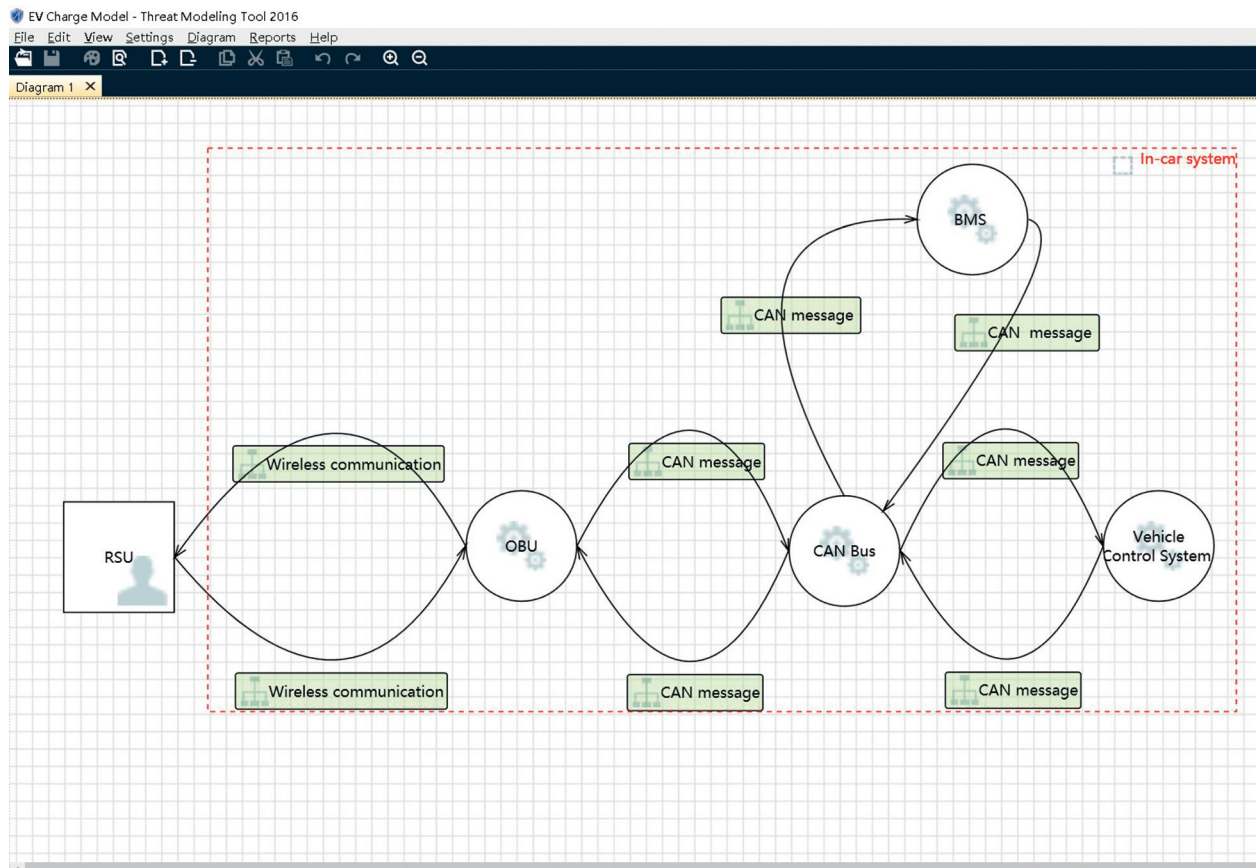 EV Charge Model - Threat Modeling Tool 2016
File Edit View Settings Diagram Reports Help
Diagram 1 X
In-car system
BMS
CAN message
CAN message
Wireless communication
CAN message
CAN message
RSU
OBU
CAN Bus
Vehicle
Control System
Wireless communication
CAN message
CAN message